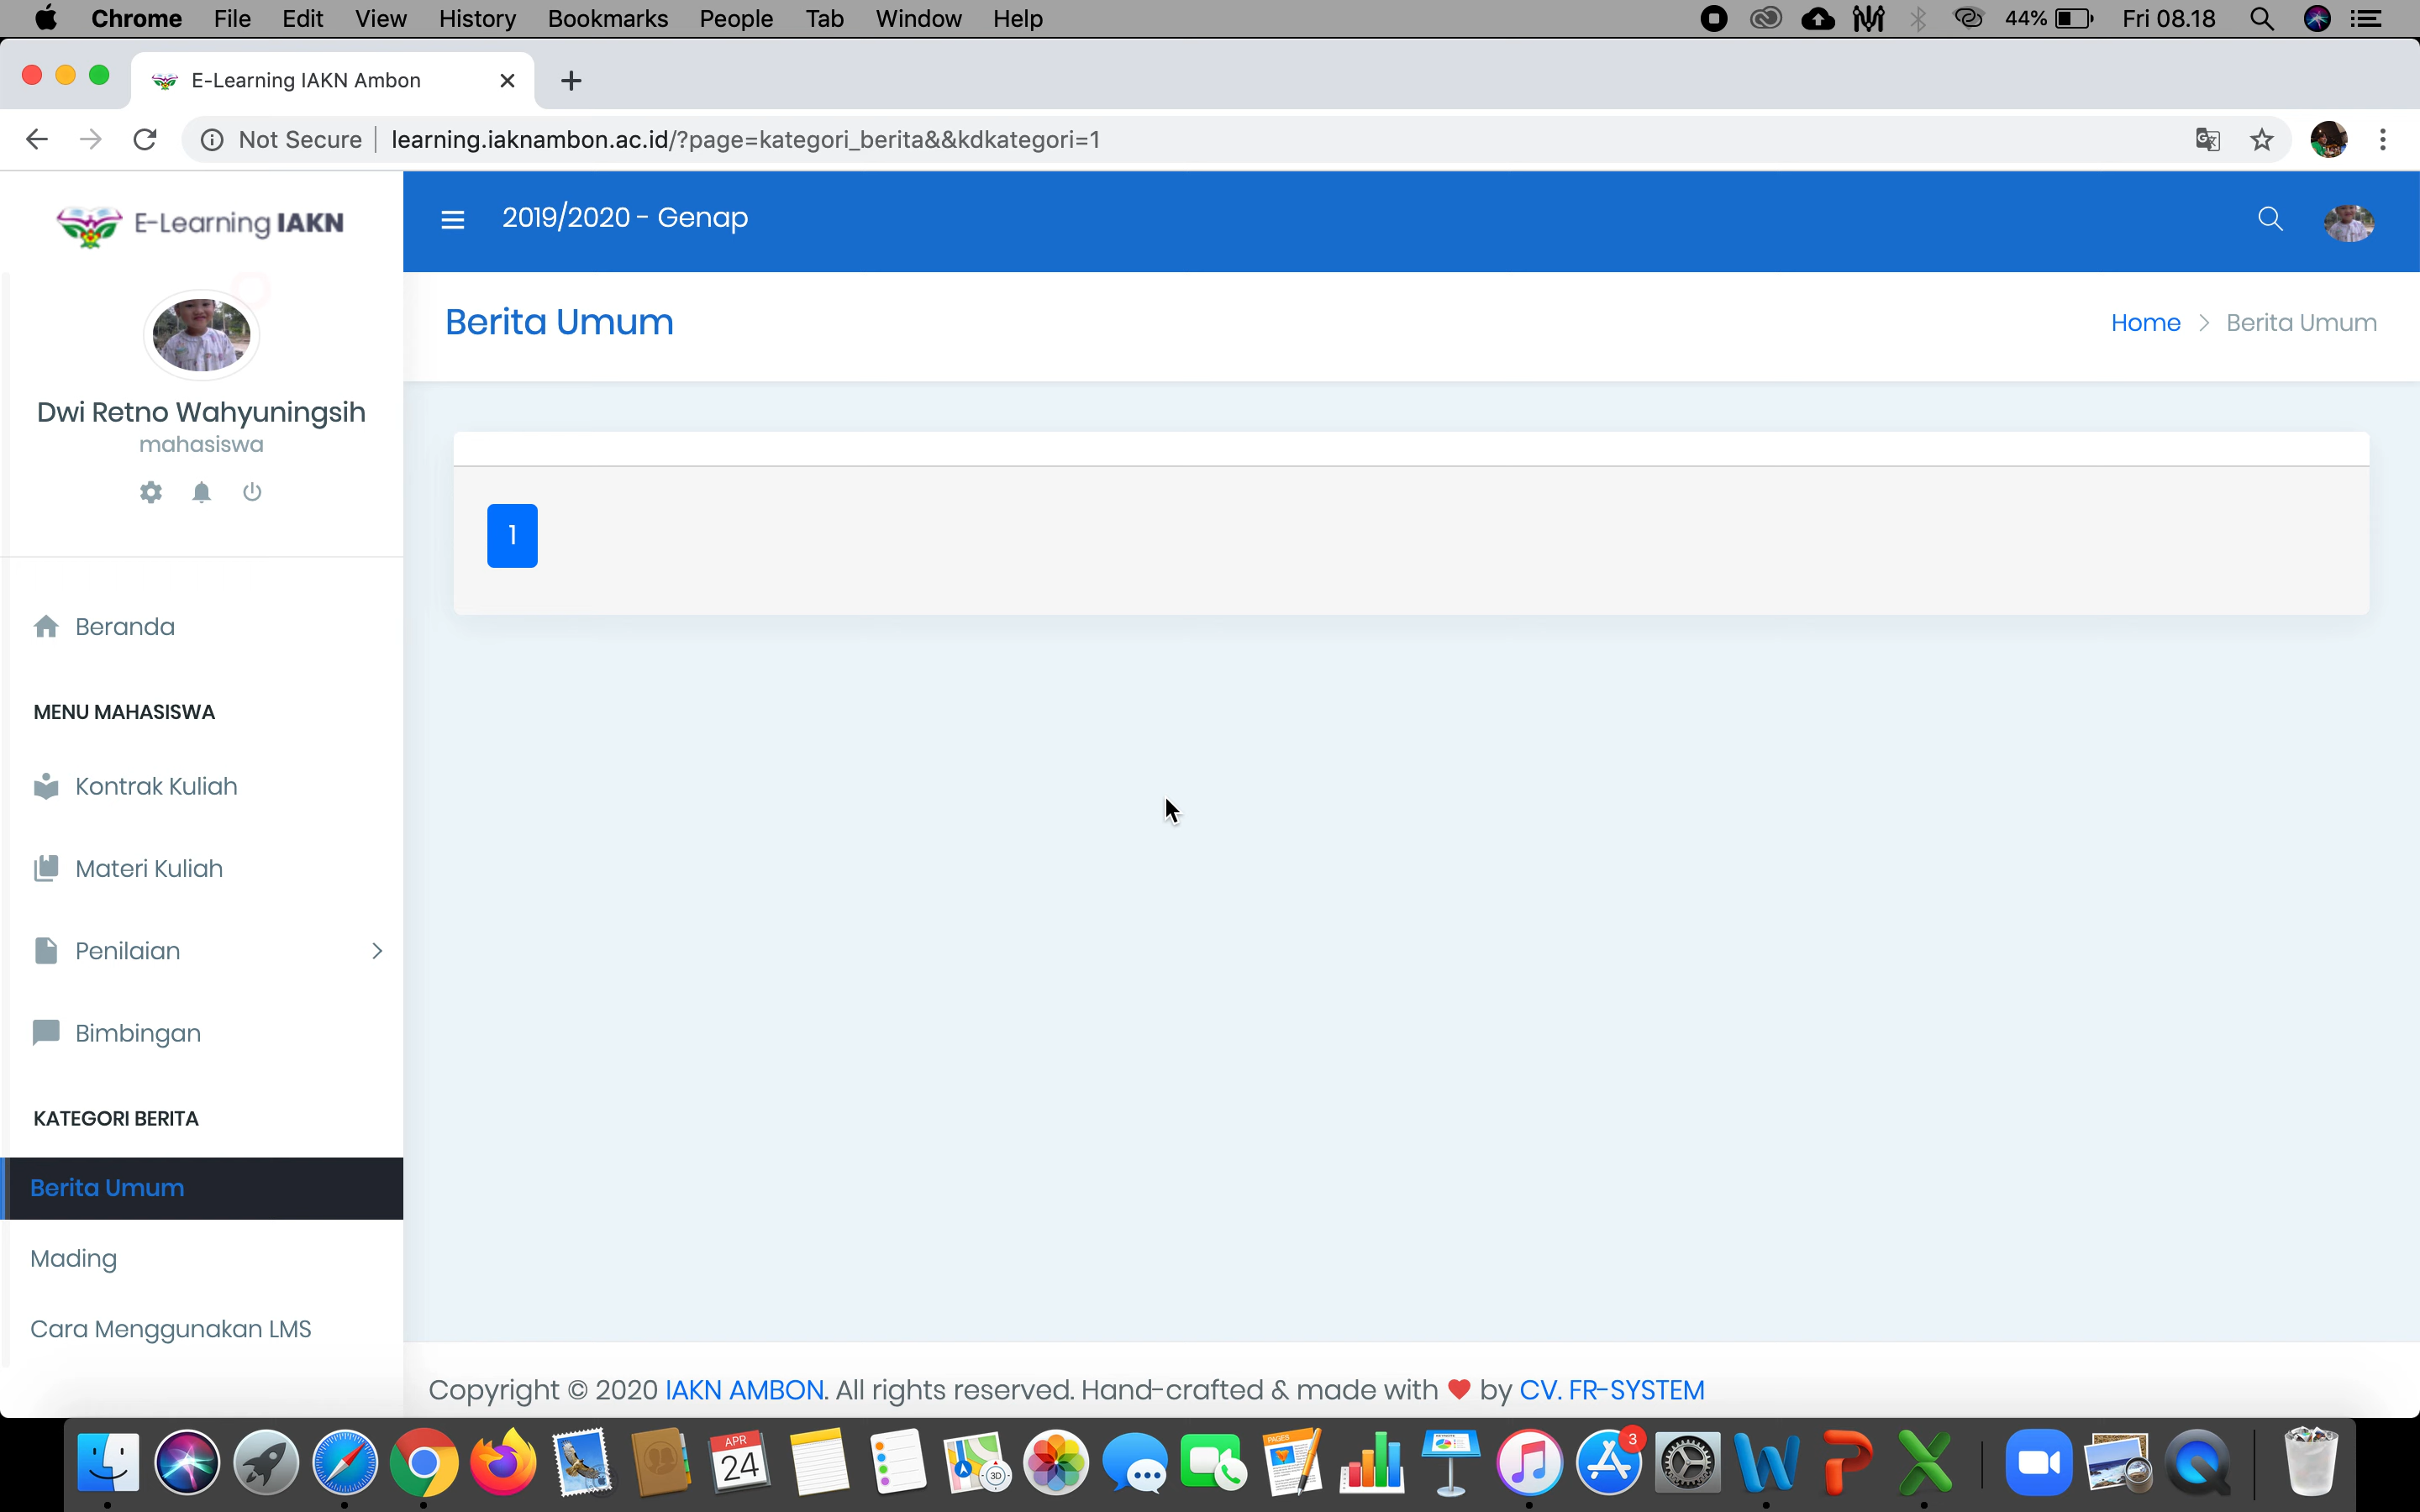 Chrome File Edit View History Bookmarks People Tab Window Help 44% Fri 08.18
E-Learning IAKN Ambon
Not Secure learning.iaknambon.ac.id/?page=kategori_berita&&kdkategori=1
E-Learning IAKN
2019/2020 - Genap
Berita Umum
Home > Berita Umum
Dwi Retno Wahyuningsih
mahasiswa
1
Beranda
MENU MAHASISWA
Kontrak Kuliah
Materi Kuliah
Penilaian
Bimbingan
KATEGORI BERITA
Berita Umum
Mading
Cara Menggunakan LMS
Copyright © 2020 IAKN AMBON. All rights reserved. Hand-crafted & made with ❤ by CV. FR-SYSTEM
APR
24
3D
PAGES
3